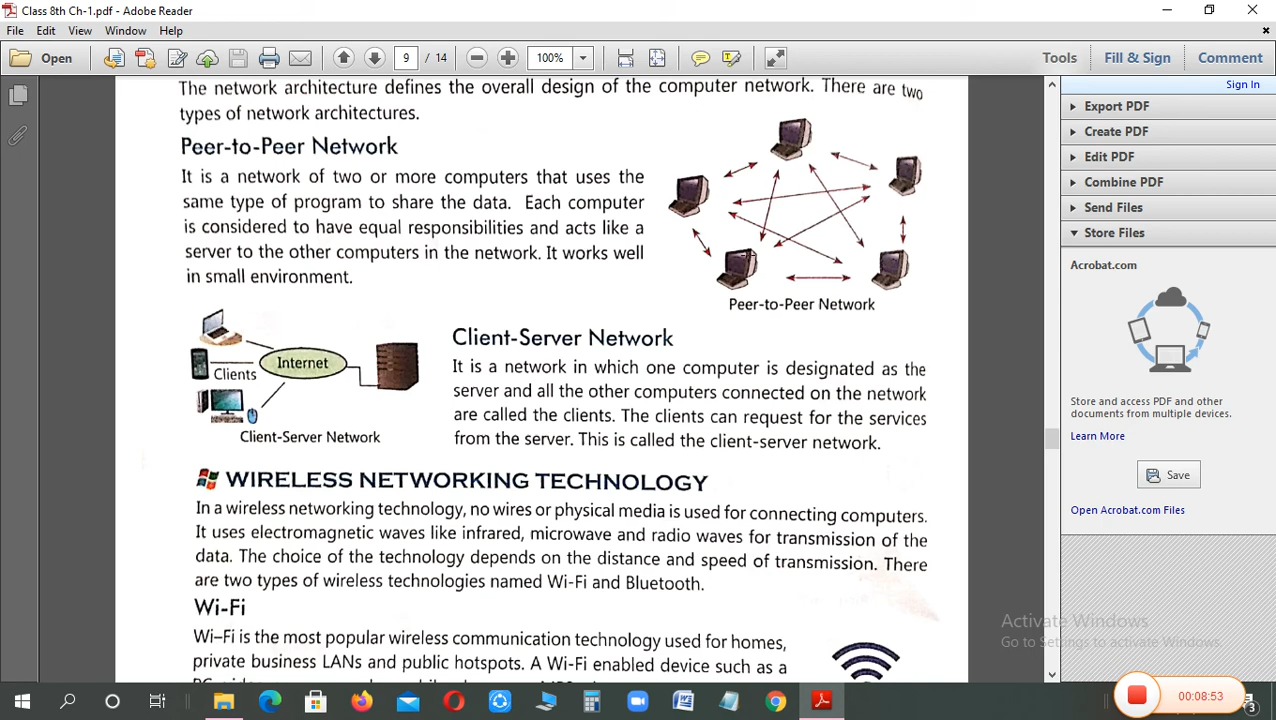 Class 8th Ch-1.pdf - Adobe Reader
File Edit View Window Help
Open 9 / 14 100% Tools Fill & Sign Comment
Sign In
Export PDF
Create PDF
Edit PDF
Combine PDF
Send Files
Store Files
Acrobat.com
Store and access PDF and other
documents from multiple devices.
Learn More
Save
Open Acrobat.com Files
The network architecture defines the overall design of the computer network. There are two
types of network architectures.
Peer-to-Peer Network
It is a network of two or more computers that uses the
same type of program to share the data. Each computer
is considered to have equal responsibilities and acts like a
server to the other computers in the network. It works well
in small environment.
Peer-to-Peer Network
Internet
Clients
Client-Server Network
Client-Server Network
It is a network in which one computer is designated as the
server and all the other computers connected on the network
are called the clients. The clients can request for the services
from the server. This is called the client-server network.
WIRELESS NETWORKING TECHNOLOGY
In a wireless networking technology, no wires or physical media is used for connecting computers.
It uses electromagnetic waves like infrared, microwave and radio waves for transmission of the
data. The choice of the technology depends on the distance and speed of transmission. There
are two types of wireless technologies named Wi-Fi and Bluetooth.
Wi-Fi
Wi–Fi is the most popular wireless communication technology used for homes,
private business LANs and public hotspots. A Wi-Fi enabled device such as a
Activate Windows
Go to Settings to activate Windows.
00:08:53
3